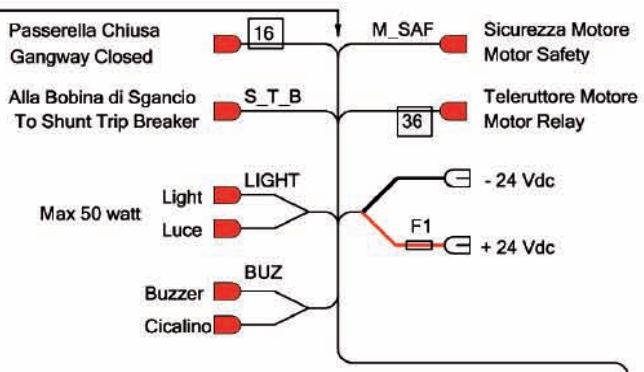 Passerella Chiusa
Gangway Closed
16
M_SAF
Sicurezza Motore
Motor Safety
Alla Bobina di Sgancio
To Shunt Trip Breaker
S_T_B
36
Teleruttore Motore
Motor Relay
Max 50 watt
Light
Luce
LIGHT
- 24 Vdc
F1
+ 24 Vdc
BUZ
Buzzer
Cicalino